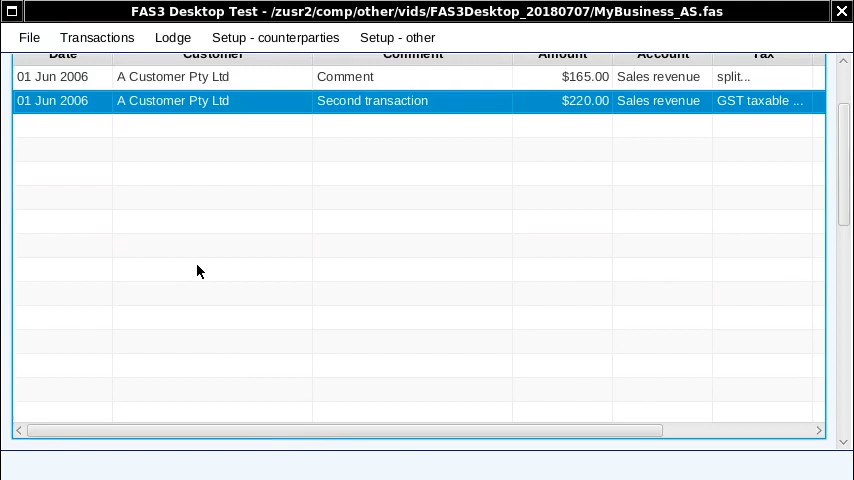 FAS3 Desktop Test - /zusr2/comp/other/vids/FAS3Desktop_20180707/MyBusiness_AS.fas
File Transactions Lodge Setup - counterparties Setup - other
Date Customer Comment Amount Account Tax
01 Jun 2006 A Customer Pty Ltd Comment $165.00 Sales revenue split...
01 Jun 2006 A Customer Pty Ltd Second transaction $220.00 Sales revenue GST taxable ...